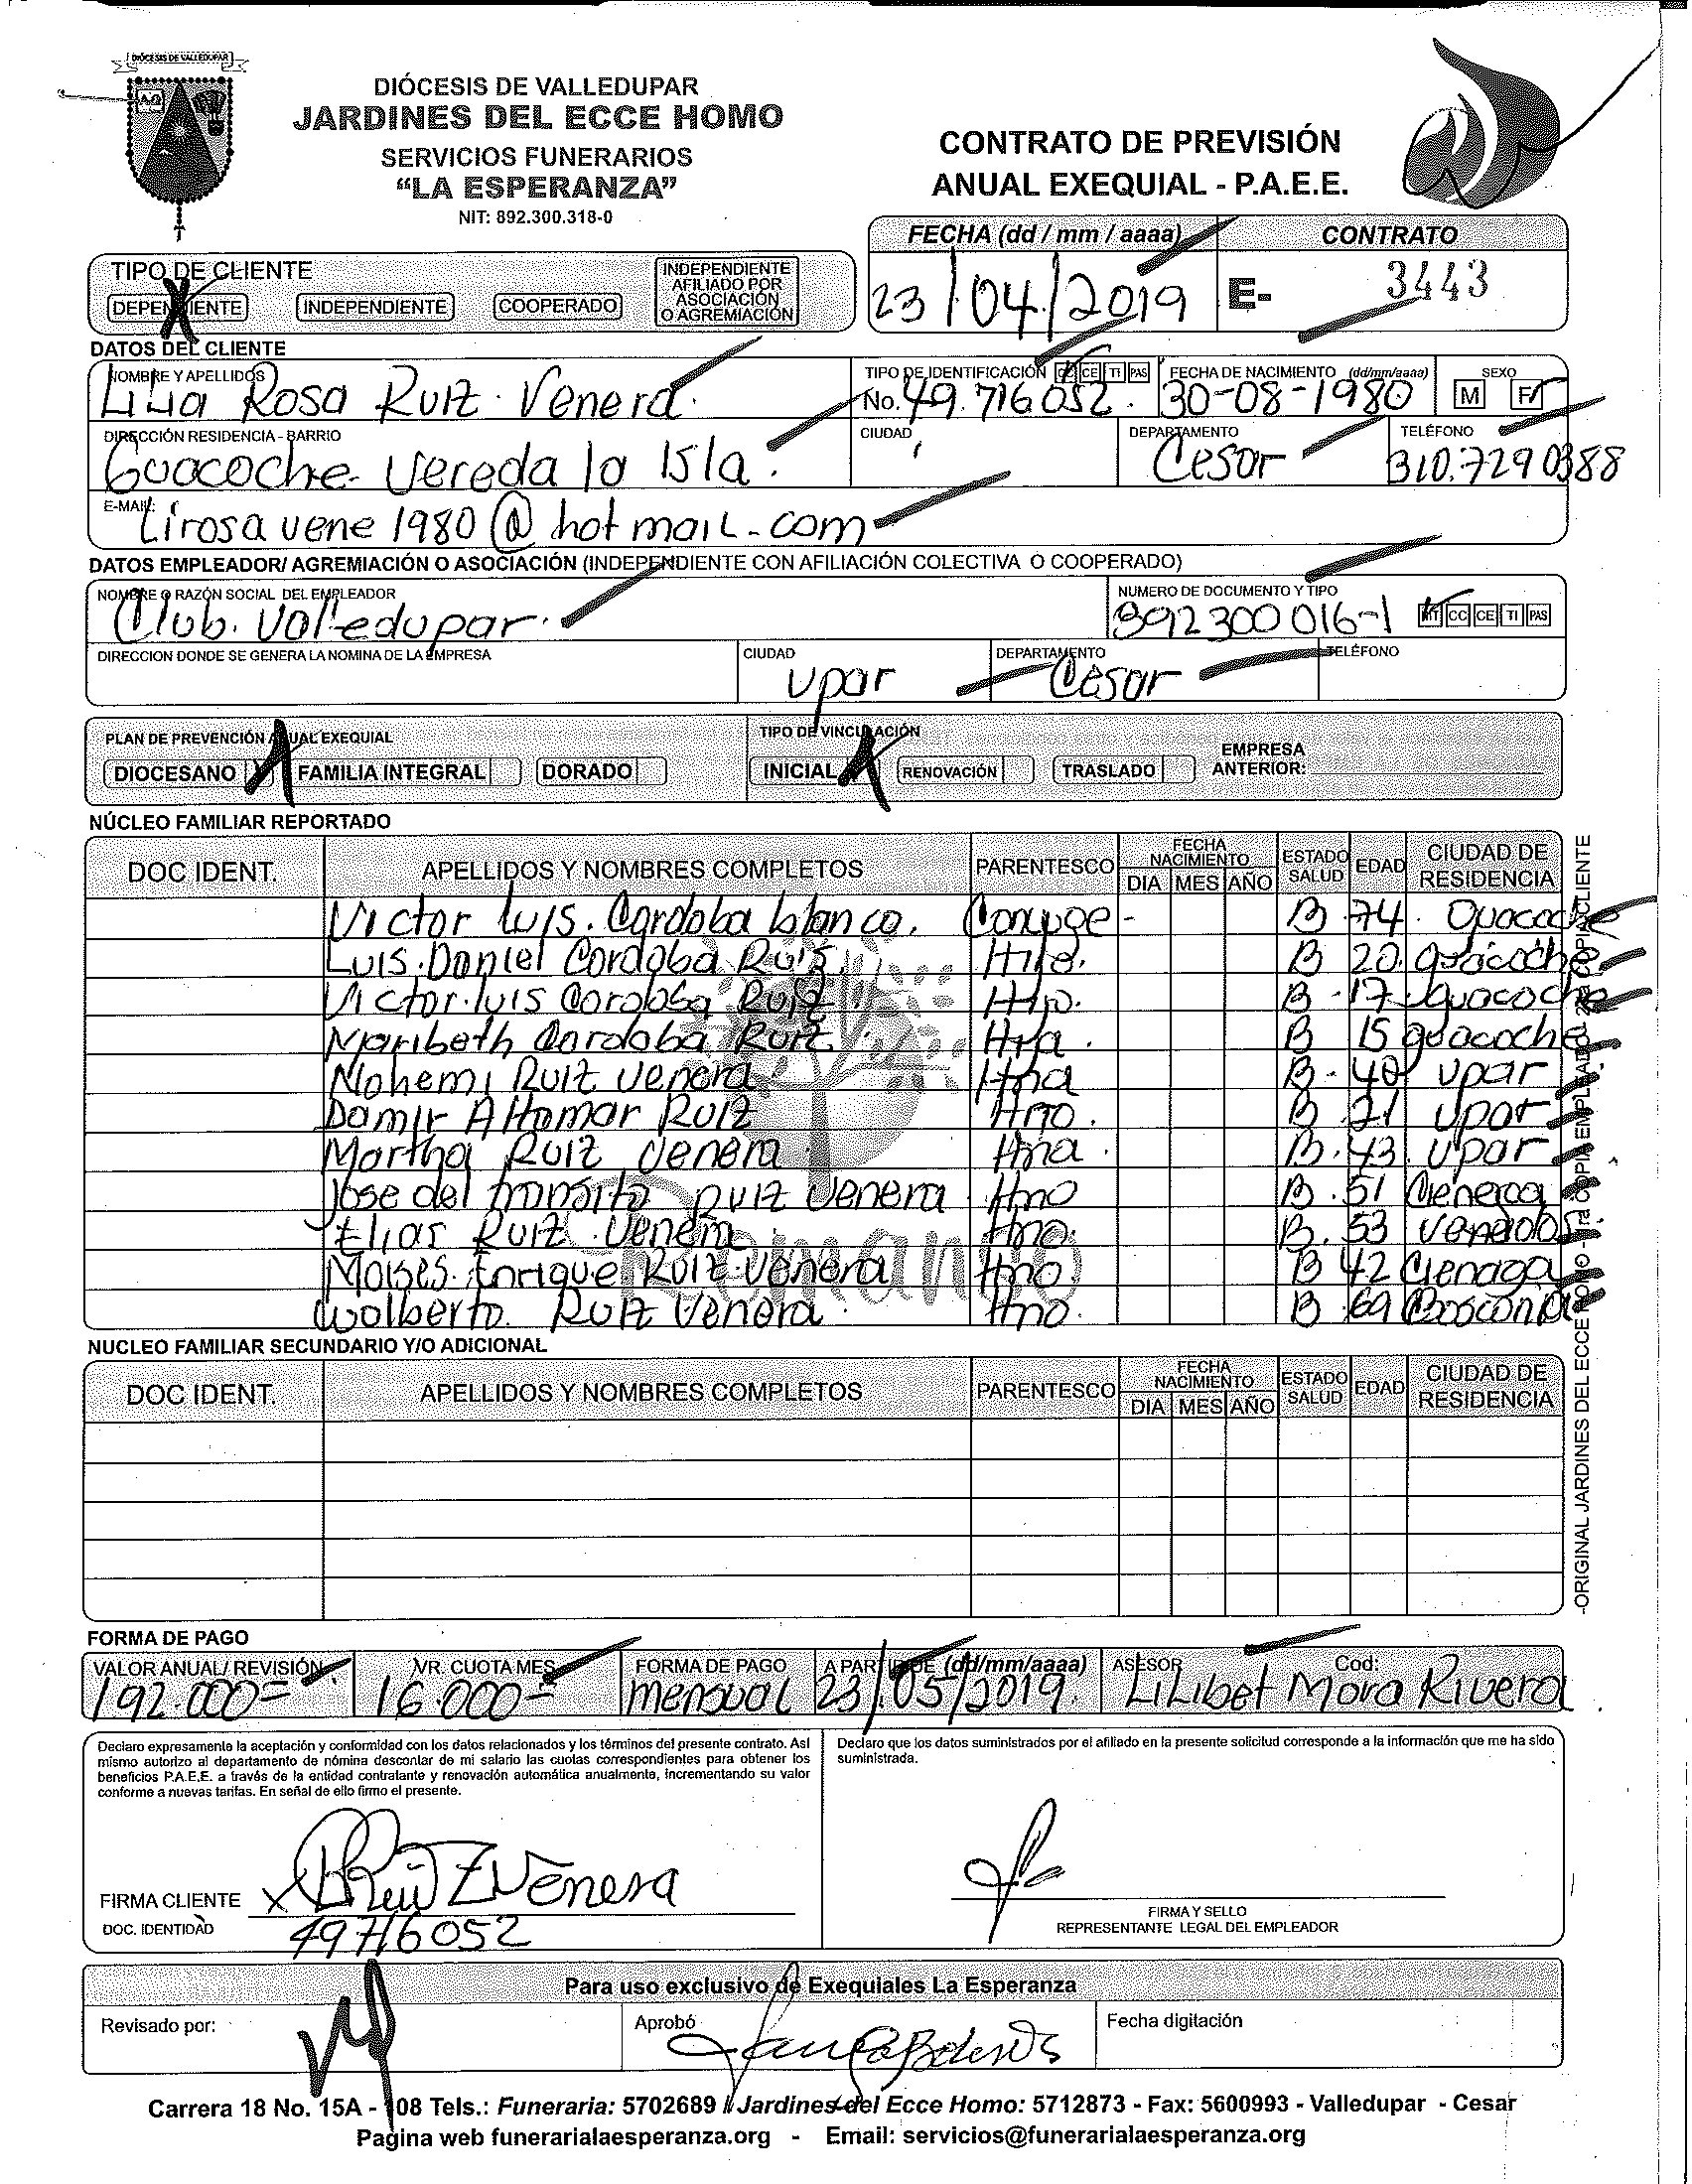 DIÓCESIS DE VALLEDUPAR
DIÓCESIS DE VALLEDUPAR
JARDINES DEL ECCE HOMO
SERVICIOS FUNERARIOS
“LA ESPERANZA”
NIT: 892.300.318-0
CONTRATO DE PREVISIÓN
ANUAL EXEQUIAL - P.A.E.E.
FECHA (dd / mm / aaaa) CONTRATO
23/04/2019 E- 3443
TIPO DE CLIENTE
DEPENDIENTE INDEPENDIENTE COOPERADO INDEPENDIENTE AFILIADO POR ASOCIACIÓN O AGREMIACIÓN
DATOS DEL CLIENTE
NOMBRE Y APELLIDOS TIPO DE IDENTIFICACIÓN CC CE TI PAS FECHA DE NACIMIENTO (dd/mm/aaaa) SEXO
Lilia Rosa Ruiz Venera No. 49.716052. 30-08-1980 M F
DIRECCIÓN RESIDENCIA - BARRIO CIUDAD DEPARTAMENTO TELÉFONO
Guacoche Vereda la Isla. Cesar 310.7290388
E-MAIL:
Lirosavene1980@hotmail.com
DATOS EMPLEADOR/ AGREMIACIÓN O ASOCIACIÓN (INDEPENDIENTE CON AFILIACIÓN COLECTIVA O COOPERADO)
NOMBRE O RAZÓN SOCIAL DEL EMPLEADOR NUMERO DE DOCUMENTO Y TIPO
Club. Valledupar. 892300016-1 NIT CC CE TI PAS
DIRECCION DONDE SE GENERA LA NOMINA DE LA EMPRESA CIUDAD DEPARTAMENTO TELÉFONO
Upar Cesar
PLAN DE PREVENCIÓN ANUAL EXEQUIAL TIPO DE VINCULACIÓN
DIOCESANO FAMILIA INTEGRAL DORADO INICIAL RENOVACIÓN TRASLADO EMPRESA ANTERIOR:
NÚCLEO FAMILIAR REPORTADO
DOC IDENT. APELLIDOS Y NOMBRES COMPLETOS PARENTESCO FECHA NACIMIENTO DIA MES AÑO ESTADO SALUD EDAD CIUDAD DE RESIDENCIA
Victor Luis. Cordoba blanco. Conyuge - B 74. Guacoche
Luis Daniel Cordoba Ruiz Hijo. B 20 guacoche
Victor luis Cordoba Ruiz Hijo. B - 17 guacoche
Maribeth Cordoba Ruiz Hija. B 15 guacoche
Nohemi Ruiz Venera Hna B - 48 Upar
Damir Altamar Ruiz Hno. B 21 Upar
Martha Ruiz Venera Hna. B. 43. Upar
Jose del transito Ruiz Venera Hno B. 51
Elias Ruiz Venera Hno. B. 53
Moises Enrique Ruiz Venera Hno. B 42 Cienaga
Walberto Ruiz Venera. Hno. B 69 Bosconia
NUCLEO FAMILIAR SECUNDARIO Y/O ADICIONAL
DOC IDENT. APELLIDOS Y NOMBRES COMPLETOS PARENTESCO FECHA NACIMIENTO DIA MES AÑO ESTADO SALUD EDAD CIUDAD DE RESIDENCIA
-ORIGINAL JARDINES DEL ECCE HOMO - 1ra COPIA EMPLEADOR 2da COPIA CLIENTE
FORMA DE PAGO
VALOR ANUAL/ REVISIÓN VR. CUOTA MES FORMA DE PAGO A PARTIR DE (dd/mm/aaaa) ASESOR Cod:
192.000= 16.000= mensual 23/05/2019. Lilibet Mora Rivera
Declaro expresamente la aceptación y conformidad con los datos relacionados y los términos del presente contrato. Así
mismo autorizo al departamento de nómina descontar de mi salario las cuotas correspondientes para obtener los
beneficios P.A.E.E. a través de la entidad contratante y renovación automática anualmente, incrementando su valor
conforme a nuevas tarifas. En señal de ello firmo el presente.
Declaro que los datos suministrados por el afiliado en la presente solicitud corresponde a la información que me ha sido
suministrada.
FIRMA CLIENTE Ruiz Venera
DOC. IDENTIDAD 49716052
FIRMA Y SELLO
REPRESENTANTE LEGAL DEL EMPLEADOR
Para uso exclusivo de Exequiales La Esperanza
Revisado por: Aprobó Fecha digitación
Carrera 18 No. 15A - 108 Tels.: Funeraria: 5702689 // Jardines del Ecce Homo: 5712873 - Fax: 5600993 - Valledupar - Cesar
Pagina web funerarialaesperanza.org - Email: servicios@funerarialaesperanza.org